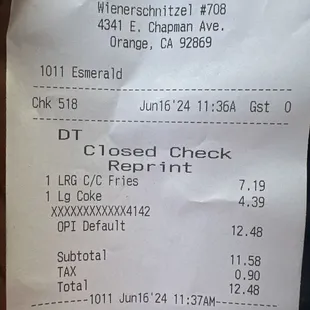 Wienerschnitzel #708
4341 E. Chapman Ave.
Orange, CA 92869
1011 Esmerald
Chk 518 Jun16'24 11:36A Gst 0
DT
Closed Check
Reprint
1 LRG C/C Fries 7.19
1 Lg Coke 4.39
XXXXXXXXXXXX4142
OPI Default 12.48
Subtotal 11.58
TAX 0.90
Total 12.48
---------1011 Jun16'24 11:37AM---------